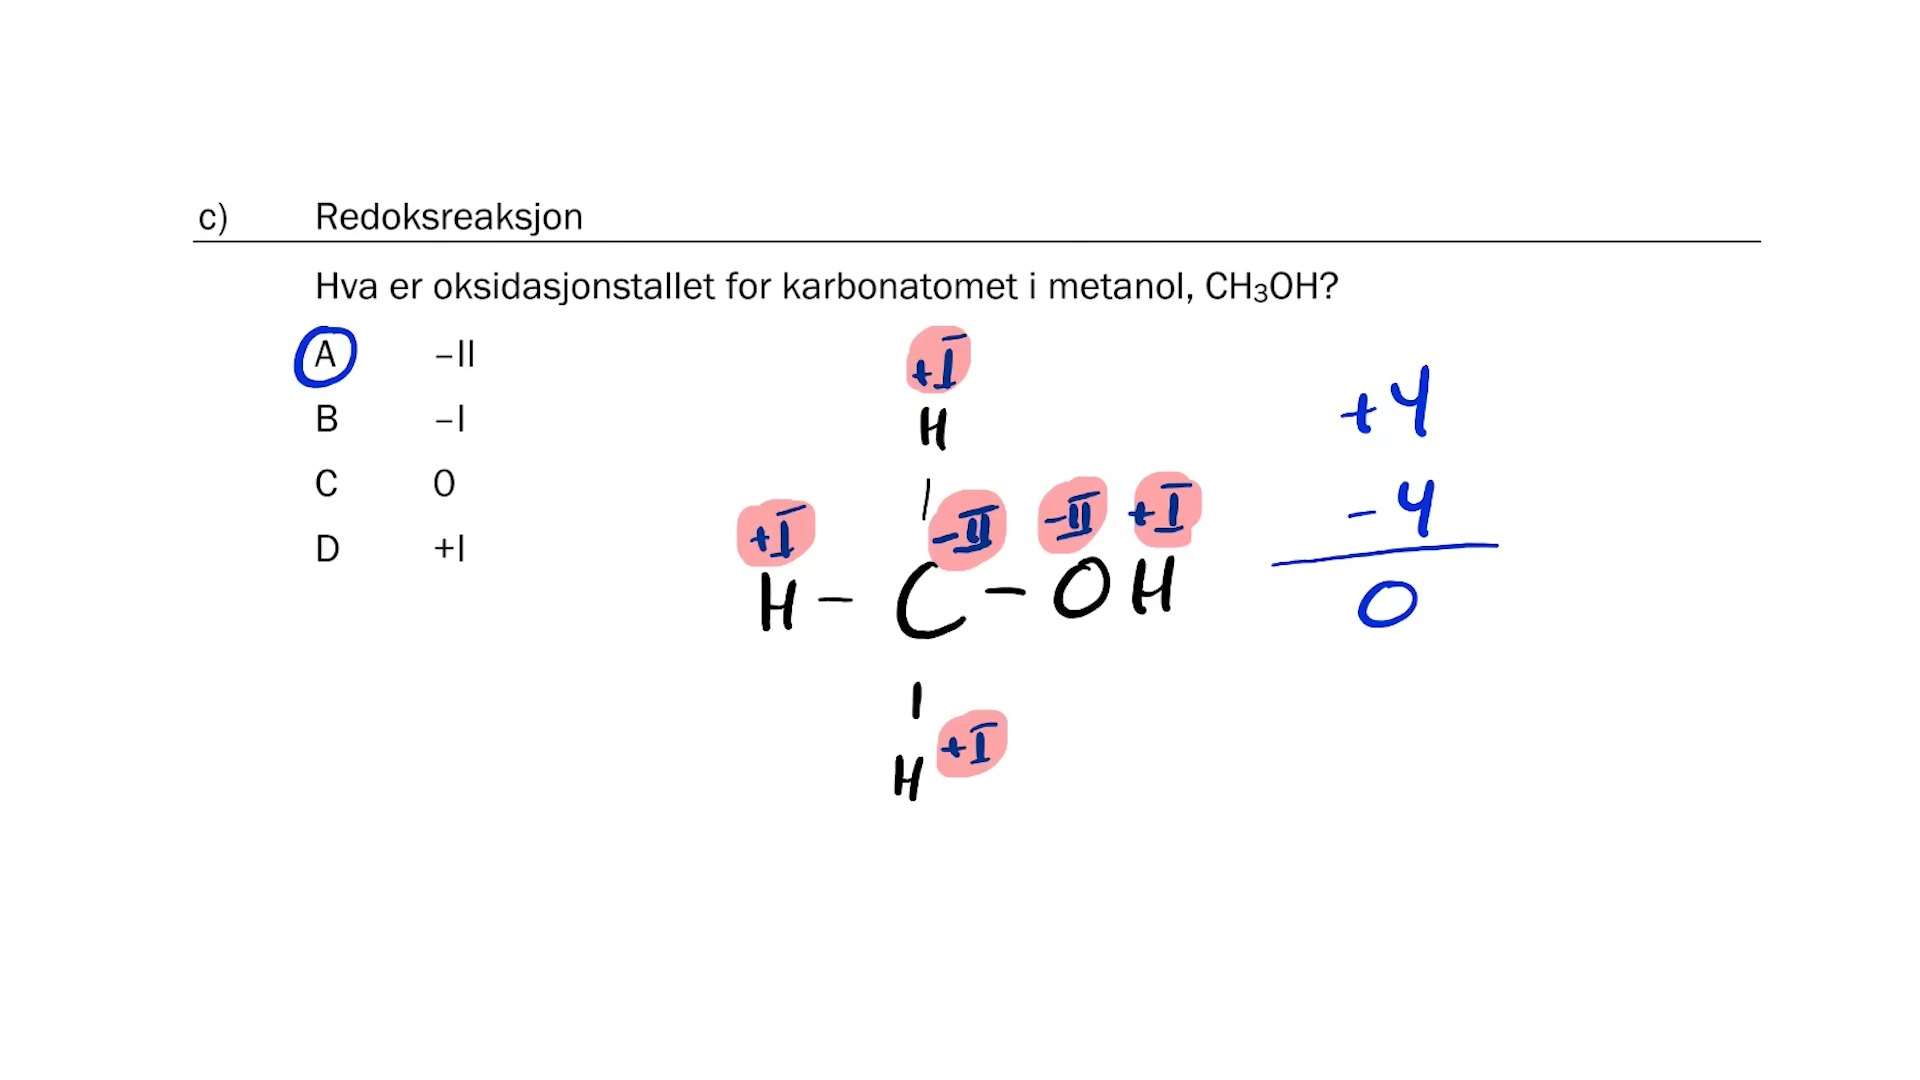 c) Redoksreaksjon
Hva er oksidasjonstallet for karbonatomet i metanol, CH₃OH?
A –II
B –I
C 0
D +I
+I
H
+I –II –II +I
H – C – OH
H +I
+4
-4
0